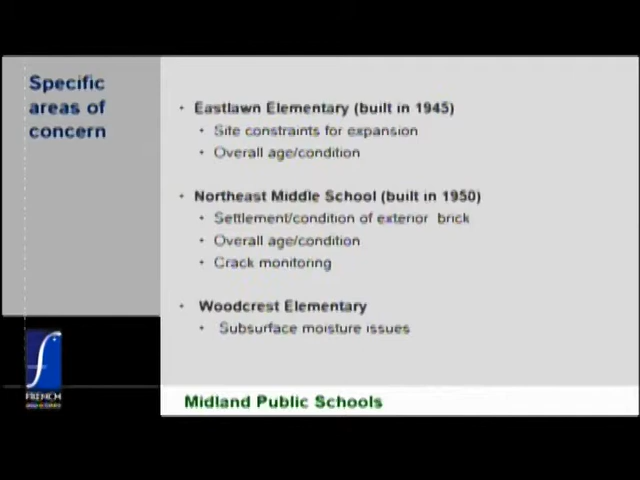 Specific
areas of
concern
• Eastlawn Elementary (built in 1945)
• Site constraints for expansion
• Overall age/condition
• Northeast Middle School (built in 1950)
• Settlement/condition of exterior brick
• Overall age/condition
• Crack monitoring
• Woodcrest Elementary
• Subsurface moisture issues
f
FRENCH
Midland Public Schools